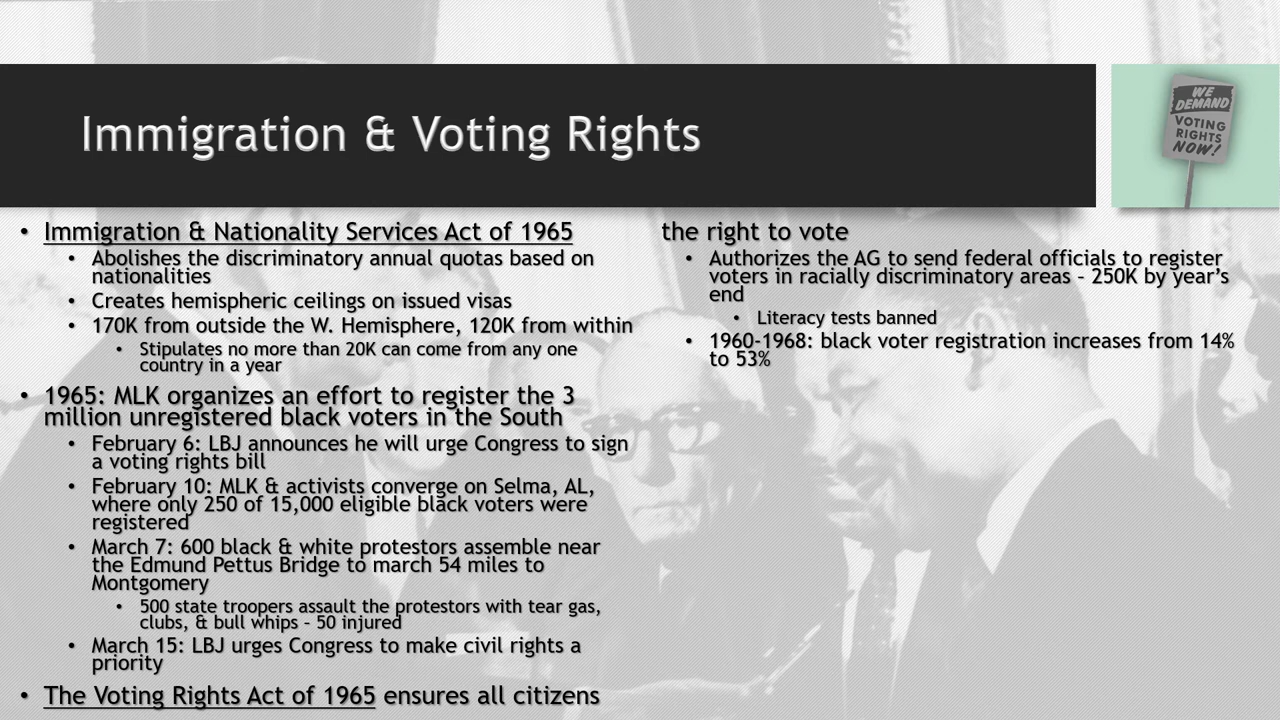 Immigration & Voting Rights
WE
DEMAND
VOTING
RIGHTS
NOW!
• Immigration & Nationality Services Act of 1965
• Abolishes the discriminatory annual quotas based on
nationalities
• Creates hemispheric ceilings on issued visas
• 170K from outside the W. Hemisphere, 120K from within
• Stipulates no more than 20K can come from any one
country in a year
• 1965: MLK organizes an effort to register the 3
million unregistered black voters in the South
• February 6: LBJ announces he will urge Congress to sign
a voting rights bill
• February 10: MLK & activists converge on Selma, AL,
where only 250 of 15,000 eligible black voters were
registered
• March 7: 600 black & white protestors assemble near
the Edmund Pettus Bridge to march 54 miles to
Montgomery
• 500 state troopers assault the protestors with tear gas,
clubs, & bull whips – 50 injured
• March 15: LBJ urges Congress to make civil rights a
priority
• The Voting Rights Act of 1965 ensures all citizens
the right to vote
• Authorizes the AG to send federal officials to register
voters in racially discriminatory areas – 250K by year’s
end
• Literacy tests banned
• 1960-1968: black voter registration increases from 14%
to 53%